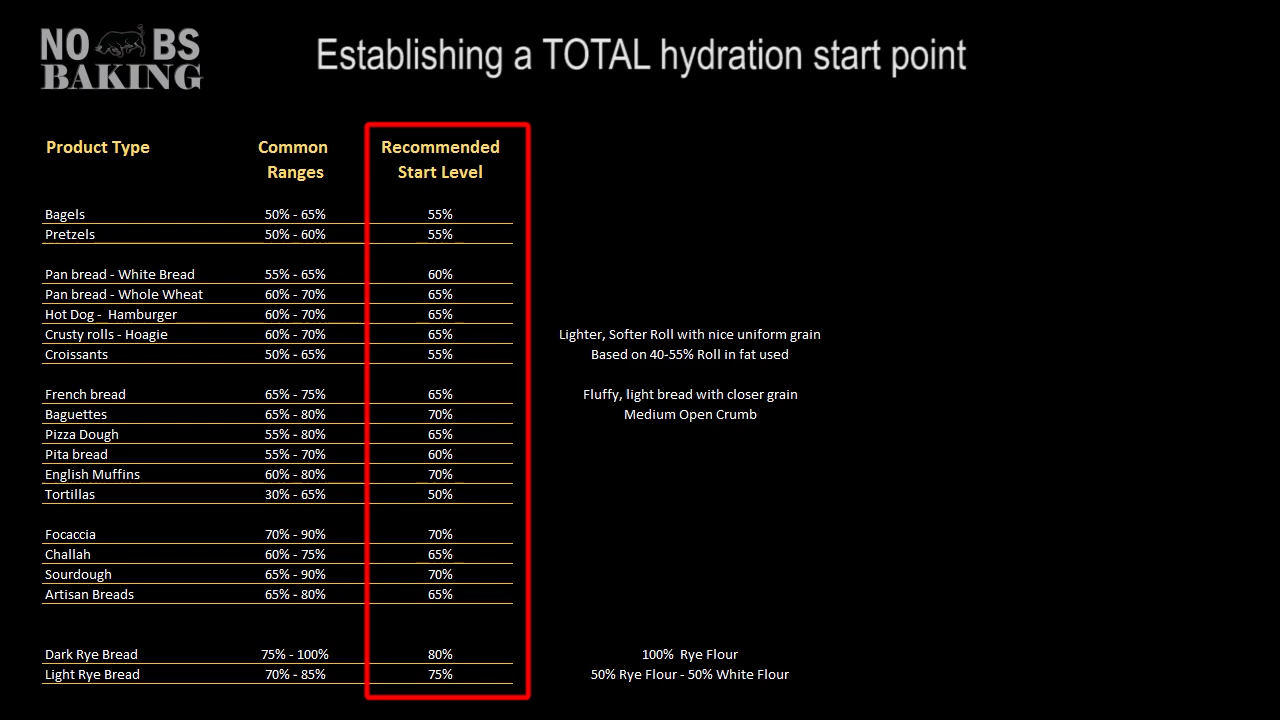 NO BS
BAKING
Establishing a TOTAL hydration start point
Product Type Common Ranges Recommended Start Level
Bagels 50% - 65% 55%
Pretzels 50% - 60% 55%
Pan bread - White Bread 55% - 65% 60%
Pan bread - Whole Wheat 60% - 70% 65%
Hot Dog - Hamburger 60% - 70% 65%
Crusty rolls - Hoagie 60% - 70% 65% Lighter, Softer Roll with nice uniform grain
Croissants 50% - 65% 55% Based on 40-55% Roll in fat used
French bread 65% - 75% 65% Fluffy, light bread with closer grain
Baguettes 65% - 80% 70% Medium Open Crumb
Pizza Dough 55% - 80% 65%
Pita bread 55% - 70% 60%
English Muffins 60% - 80% 70%
Tortillas 30% - 65% 50%
Focaccia 70% - 90% 70%
Challah 60% - 75% 65%
Sourdough 65% - 90% 70%
Artisan Breads 65% - 80% 65%
Dark Rye Bread 75% - 100% 80% 100% Rye Flour
Light Rye Bread 70% - 85% 75% 50% Rye Flour - 50% White Flour